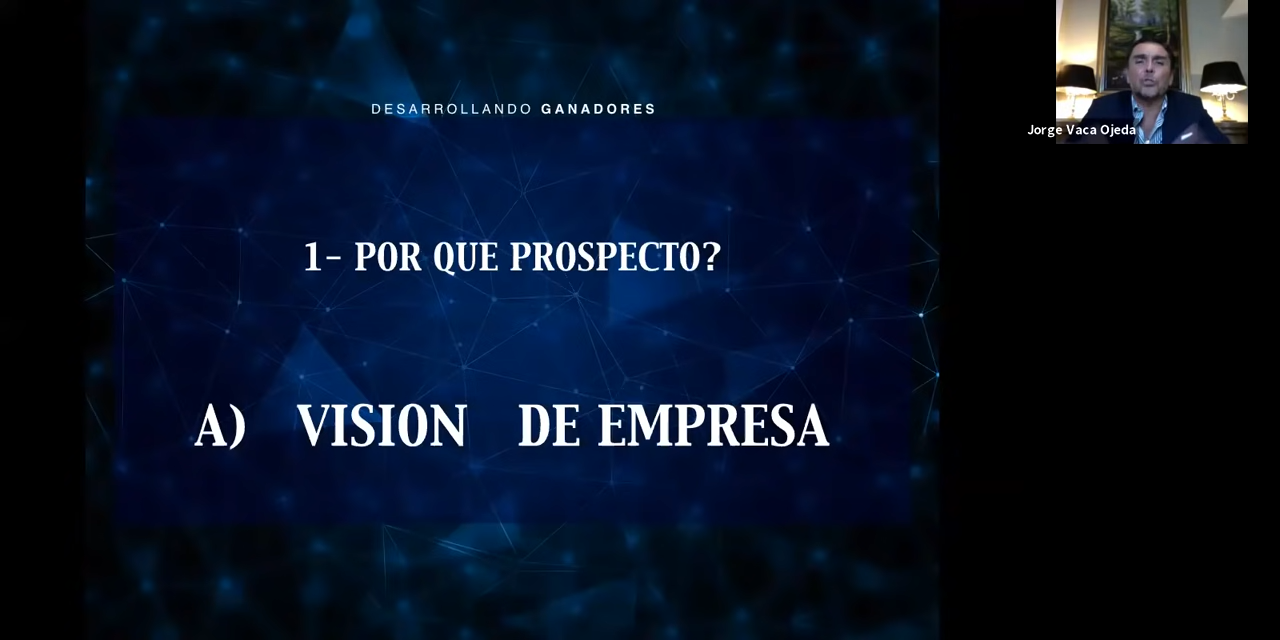 DESARROLLANDO GANADORES
1- POR QUE PROSPECTO?
A) VISION DE EMPRESA
Jorge Vaca Ojeda